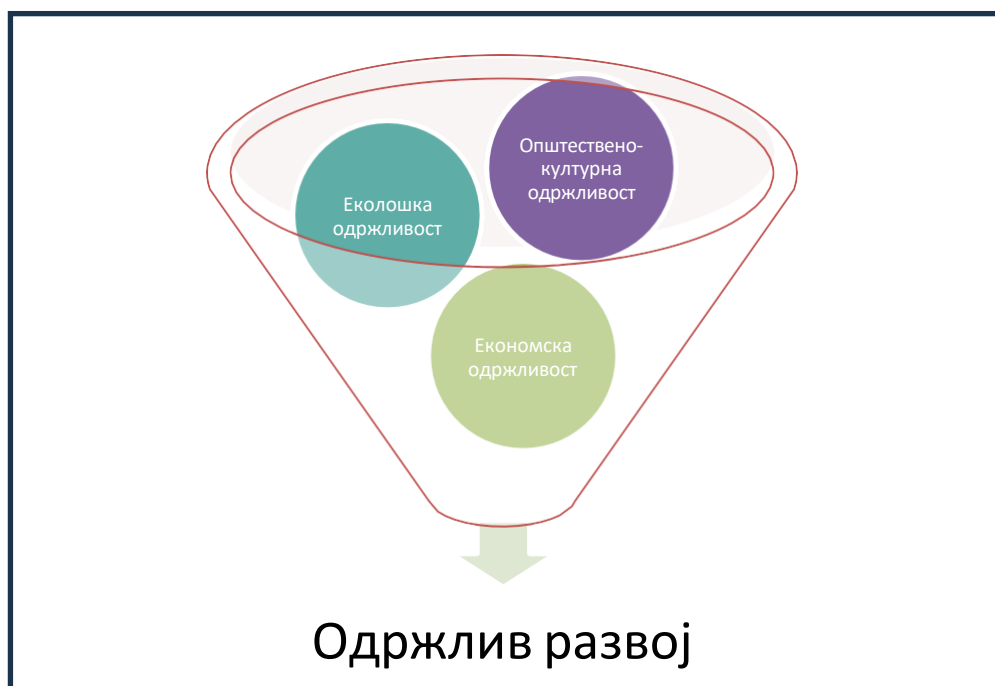 Општествено-
културна
одржливост
Еколошка
одржливост
Економска
одржливост
Одржлив развој